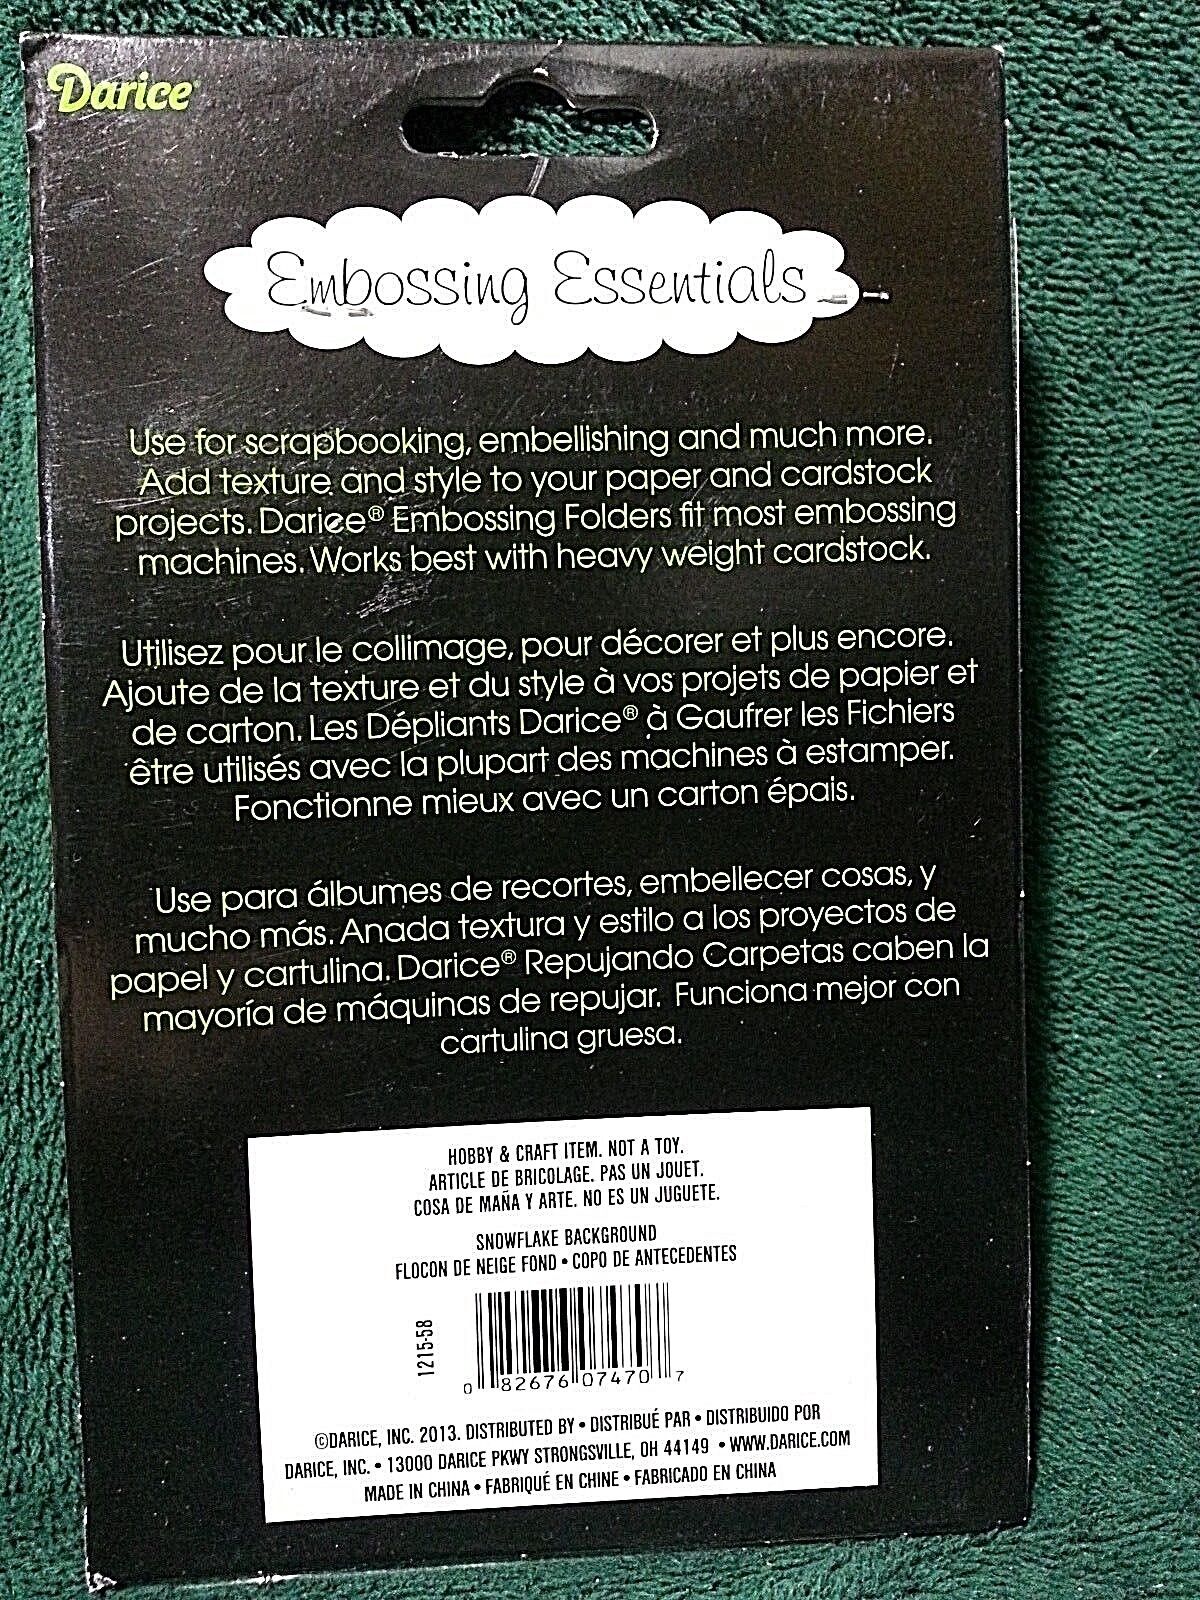 Darice
Embossing Essentials
Use for scrapbooking, embellishing and much more.
Add texture and style to your paper and cardstock
projects. Darice® Embossing Folders fit most embossing
machines. Works best with heavy weight cardstock.
Utilisez pour le collimage, pour décorer et plus encore.
Ajoute de la texture et du style à vos projets de papier et
de carton. Les Dépliants Darice® à Gaufrer les Fichiers
être utilisés avec la plupart des machines à estamper.
Fonctionne mieux avec un carton épais.
Use para álbumes de recortes, embellecer cosas, y
mucho más. Anada textura y estilo a los proyectos de
papel y cartulina. Darice® Repujando Carpetas caben la
mayoría de máquinas de repujar. Funciona mejor con
cartulina gruesa.
HOBBY & CRAFT ITEM. NOT A TOY.
ARTICLE DE BRICOLAGE. PAS UN JOUET.
COSA DE MAÑA Y ARTE. NO ES UN JUGUETE.
SNOWFLAKE BACKGROUND
FLOCON DE NEIGE FOND • COPO DE ANTECEDENTES
1215-58
0 82676 07470 7
©DARICE, INC. 2013. DISTRIBUTED BY • DISTRIBUÉ PAR • DISTRIBUIDO POR
DARICE, INC. • 13000 DARICE PKWY STRONGSVILLE, OH 44149 • WWW.DARICE.COM
MADE IN CHINA • FABRIQUÉ EN CHINE • FABRICADO EN CHINA